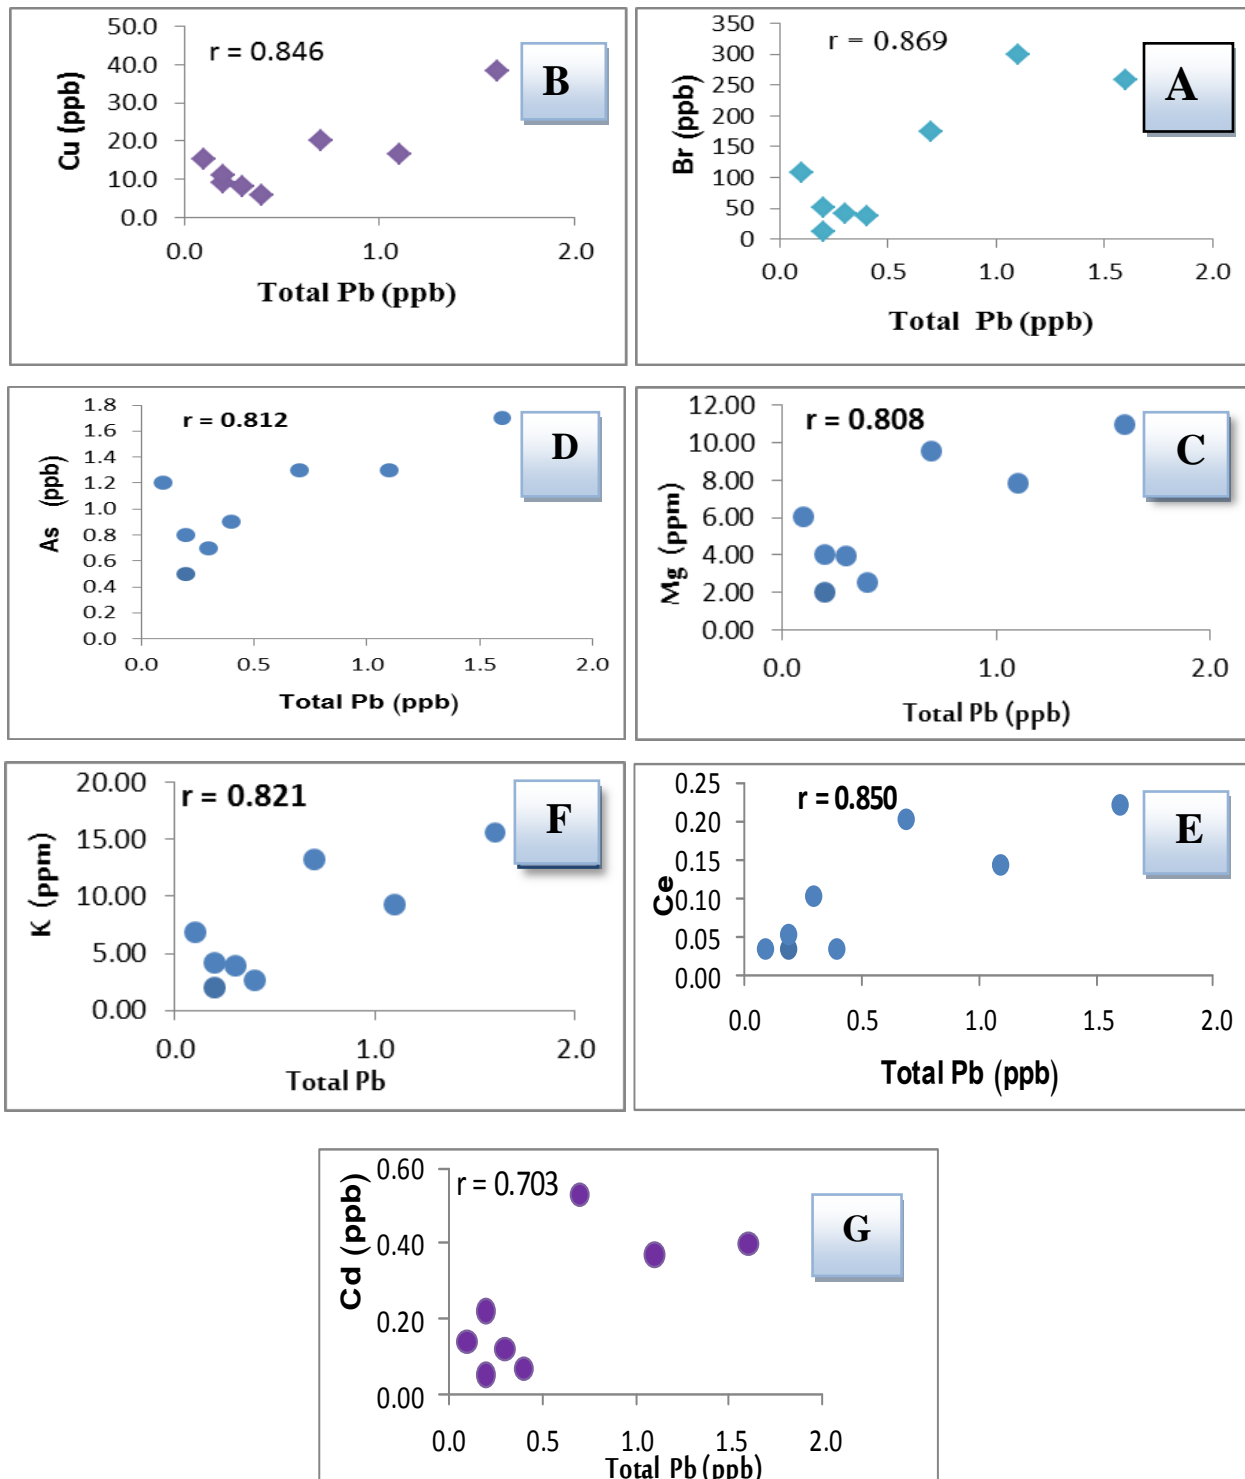 50.0
40.0
30.0
20.0
10.0
0.0
Cu (ppb)
r = 0.846
B
0.0 1.0 2.0
Total Pb (ppb)
350
300
250
200
150
100
50
0
Br (ppb)
r = 0.869
A
0.0 0.5 1.0 1.5 2.0
Total Pb (ppb)
1.8
1.6
1.4
1.2
1.0
0.8
0.6
0.4
0.2
0.0
As (ppb)
r = 0.812
D
0.0 0.5 1.0 1.5 2.0
Total Pb (ppb)
12.00
10.00
8.00
6.00
4.00
2.00
0.00
Mg (ppm)
r = 0.808
C
0.0 1.0 2.0
Total Pb (ppb)
20.00
15.00
10.00
5.00
0.00
K (ppm)
r = 0.821
F
0.0 1.0 2.0
Total Pb
0.25
0.20
0.15
0.10
0.05
0.00
Ce
r = 0.850
E
0.0 0.5 1.0 1.5 2.0
Total Pb (ppb)
0.60
0.40
0.20
0.00
Cd (ppb)
r = 0.703
G
0.0 0.5 1.0 1.5 2.0
Total Pb (ppb)